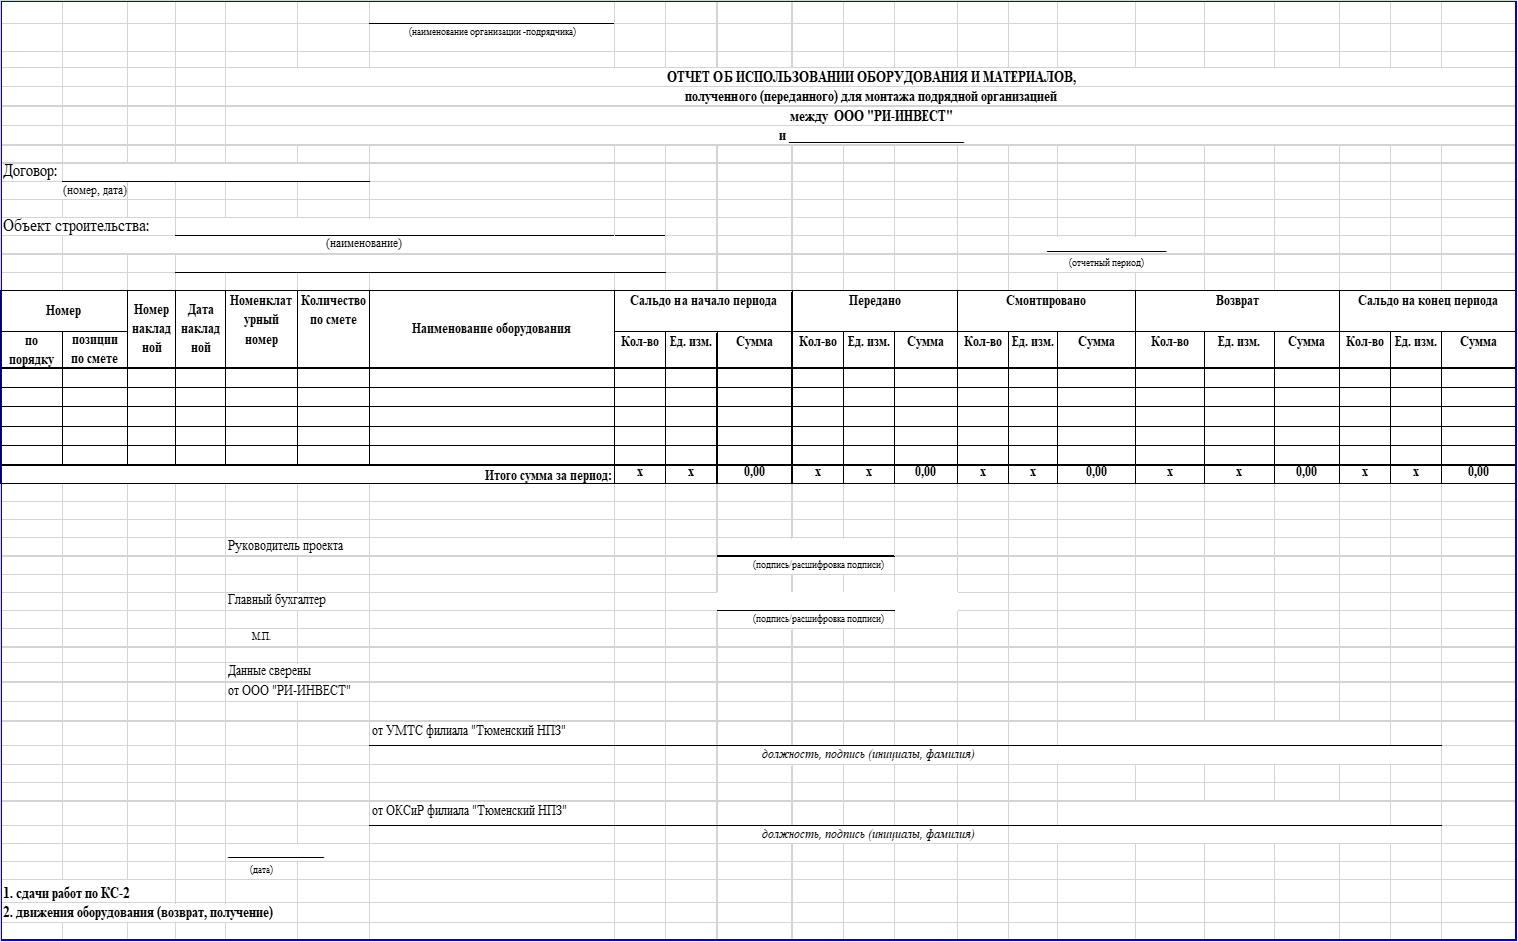 (наименование организации -подрядчика)
ОТЧЕТ ОБ ИСПОЛЬЗОВАНИИ ОБОРУДОВАНИЯ И МАТЕРИАЛОВ,
полученного (переданного) для монтажа подрядной организацией
между ООО "РИ-ИНВЕСТ"
и
Договор:
(номер, дата)
Объект строительства:
(наименование)
(отчетный период)
Номер
Номер наклад ной
Дата наклад ной
Номенклат урный номер
Количество по смете
Наименование оборудования
Сальдо на начало периода
Передано
Смонтировано
Возврат
Сальдо на конец периода
по порядку
позиции по смете
Кол-во Ед. изм. Сумма Кол-во Ед. изм. Сумма Кол-во Ед. изм. Сумма Кол-во Ед. изм. Сумма Кол-во Ед. изм. Сумма
Итого сумма за период: х х 0,00 х х 0,00 х х 0,00 х х 0,00 х х 0,00
Руководитель проекта
(подпись/расшифровка подписи)
Главный бухгалтер
(подпись/расшифровка подписи)
М.П.
Данные сверены
от ООО "РИ-ИНВЕСТ"
от УМТС филиала "Тюменский НПЗ"
должность, подпись (инициалы, фамилия)
от ОКСиР филиала "Тюменский НПЗ"
должность, подпись (инициалы, фамилия)
(дата)
1. сдачи работ по КС-2
2. движения оборудования (возврат, получение)